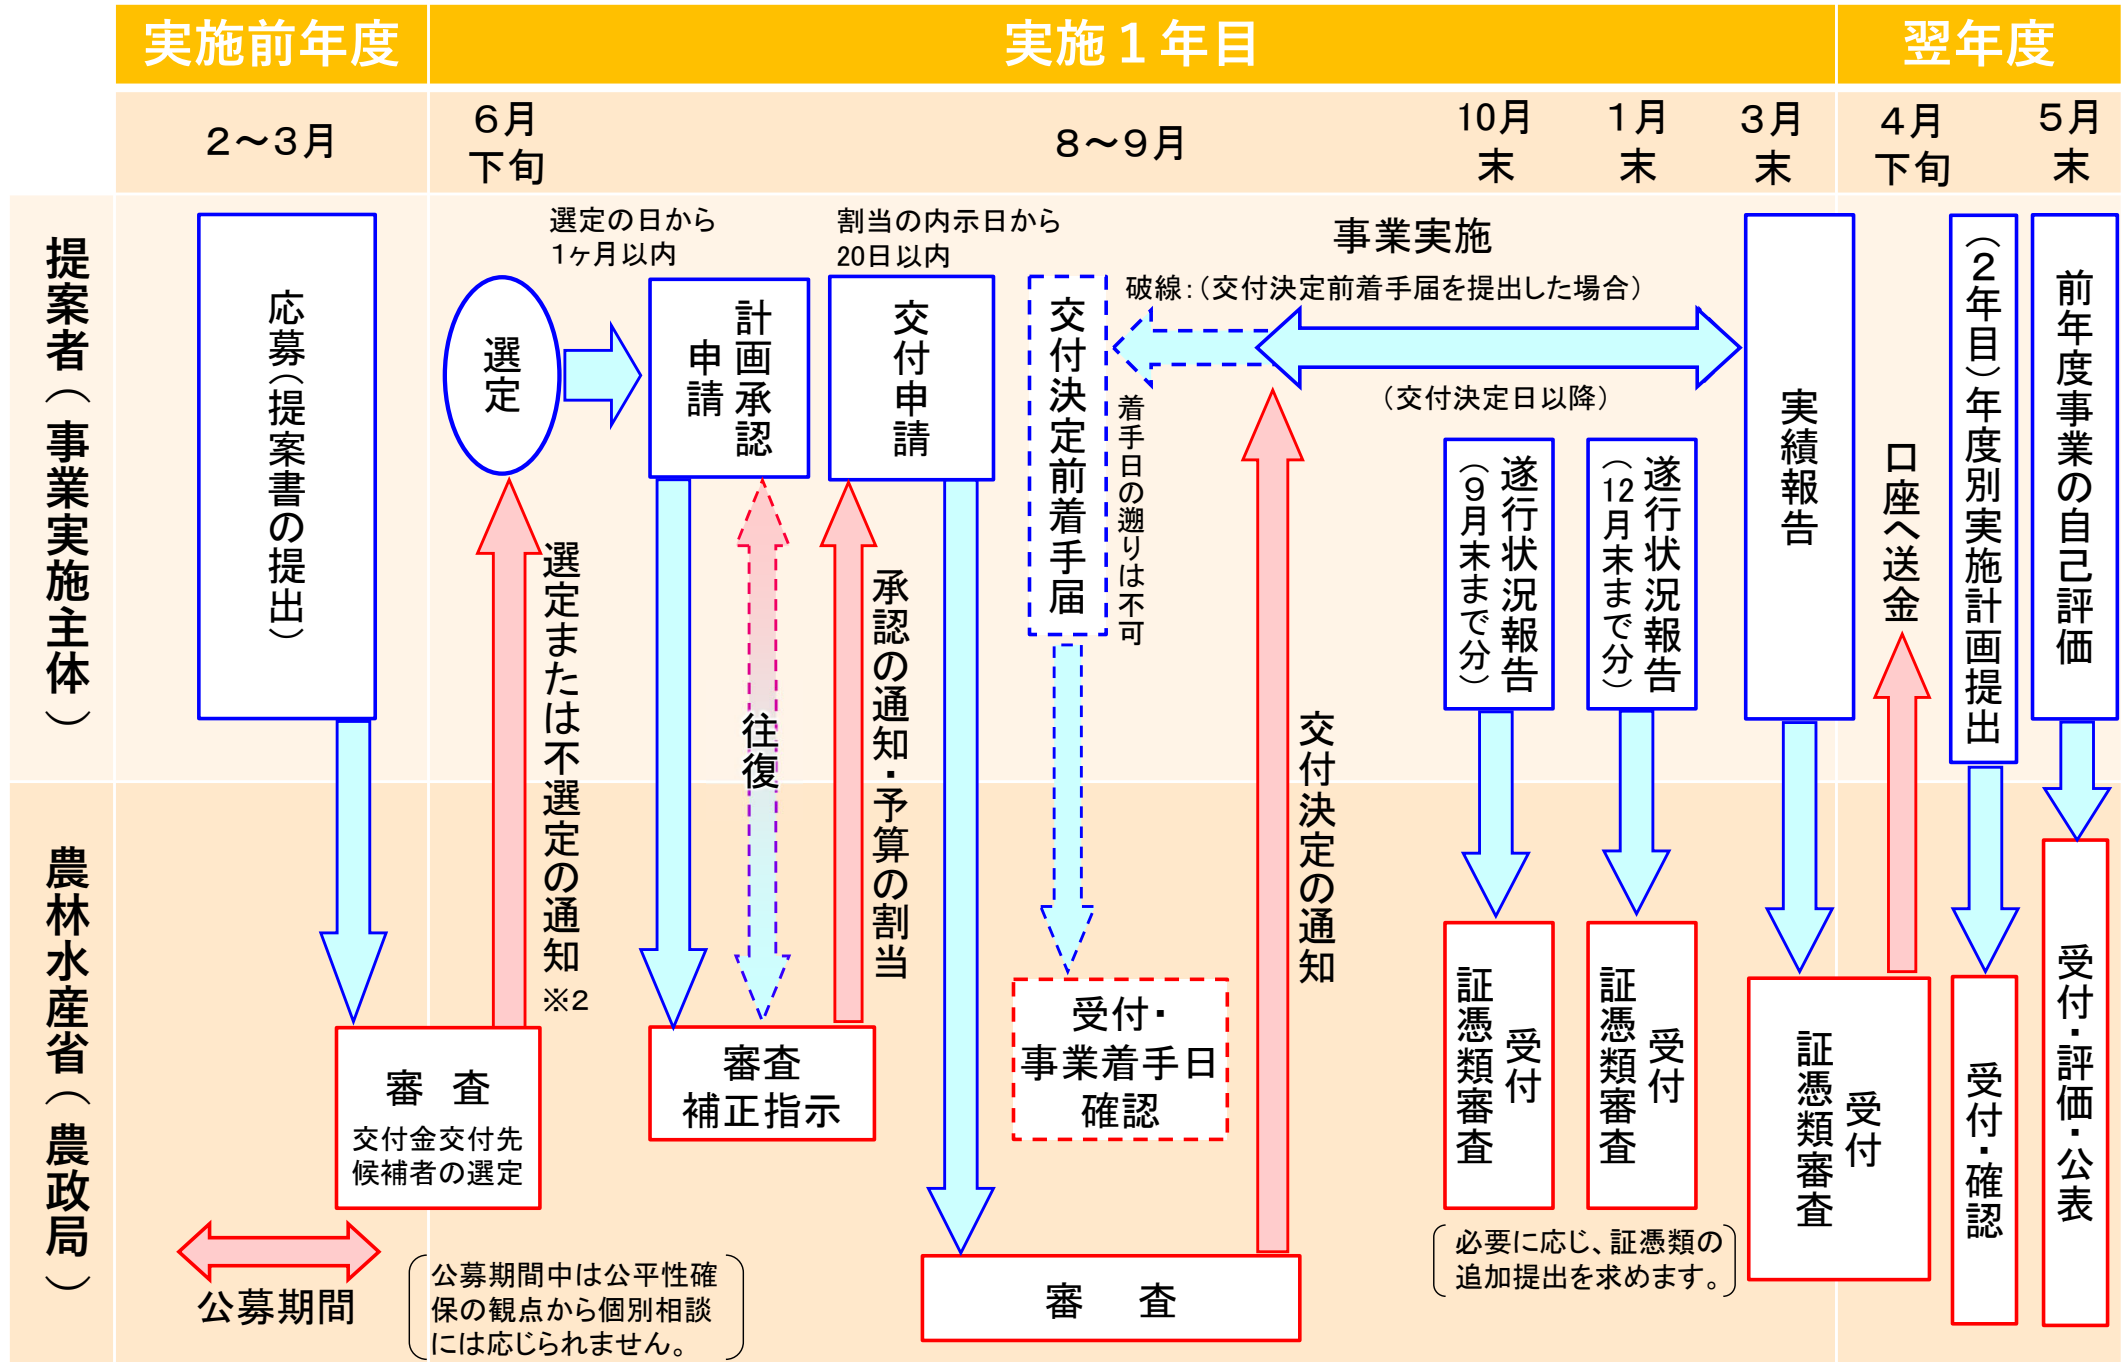 実施前年度
実施１年目
翌年度
２～３月
６月
下旬
８～９月
10月
末
１月
末
３月
末
４月
下旬
５月
末
提案者（事業実施主体）
応募（提案書の提出）
選定
選定の日から
１ヶ月以内
計画承認
申請
割当の内示日から
20日以内
交付申請
交付決定前着手届
着手日の遡りは不可
事業実施
破線：（交付決定前着手届を提出した場合）
（交付決定日以降）
遂行状況報告
（９月末まで分）
遂行状況報告
（12月末まで分）
実績報告
口座へ送金
（２年目）年度別実施計画提出
前年度事業の自己評価
選定または不選定の通知
※2
往復
承認の通知・予算の割当
交付決定の通知
農林水産省（農政局）
審　査
交付金交付先
候補者の選定
審査
補正指示
受付・
事業着手日
確認
審　査
受付
証憑類審査
受付
証憑類審査
必要に応じ、証憑類の
追加提出を求めます。
受付
証憑類審査
受付・確認
受付・評価・公表
公募期間
公募期間中は公平性確
保の観点から個別相談
には応じられません。